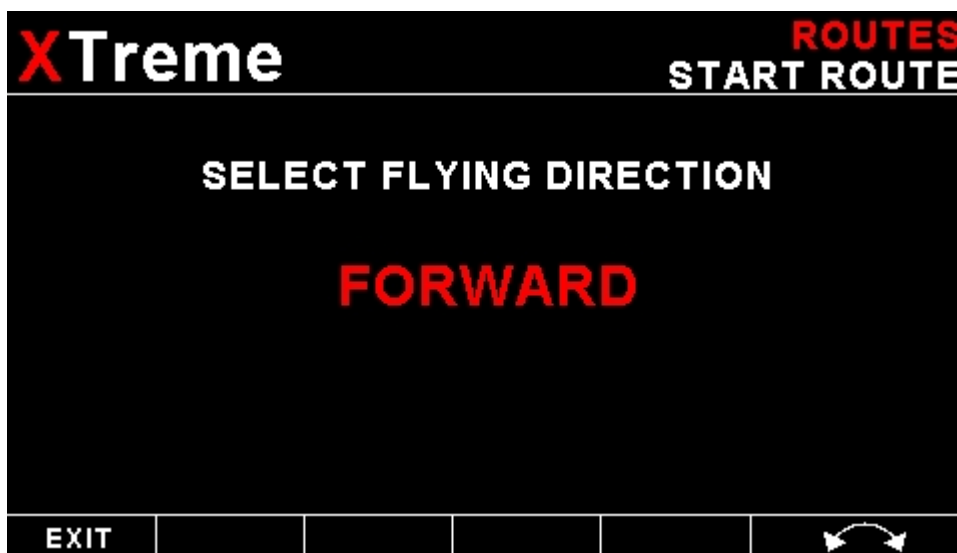 XTreme
ROUTES
START ROUTE
SELECT FLYING DIRECTION
FORWARD
EXIT